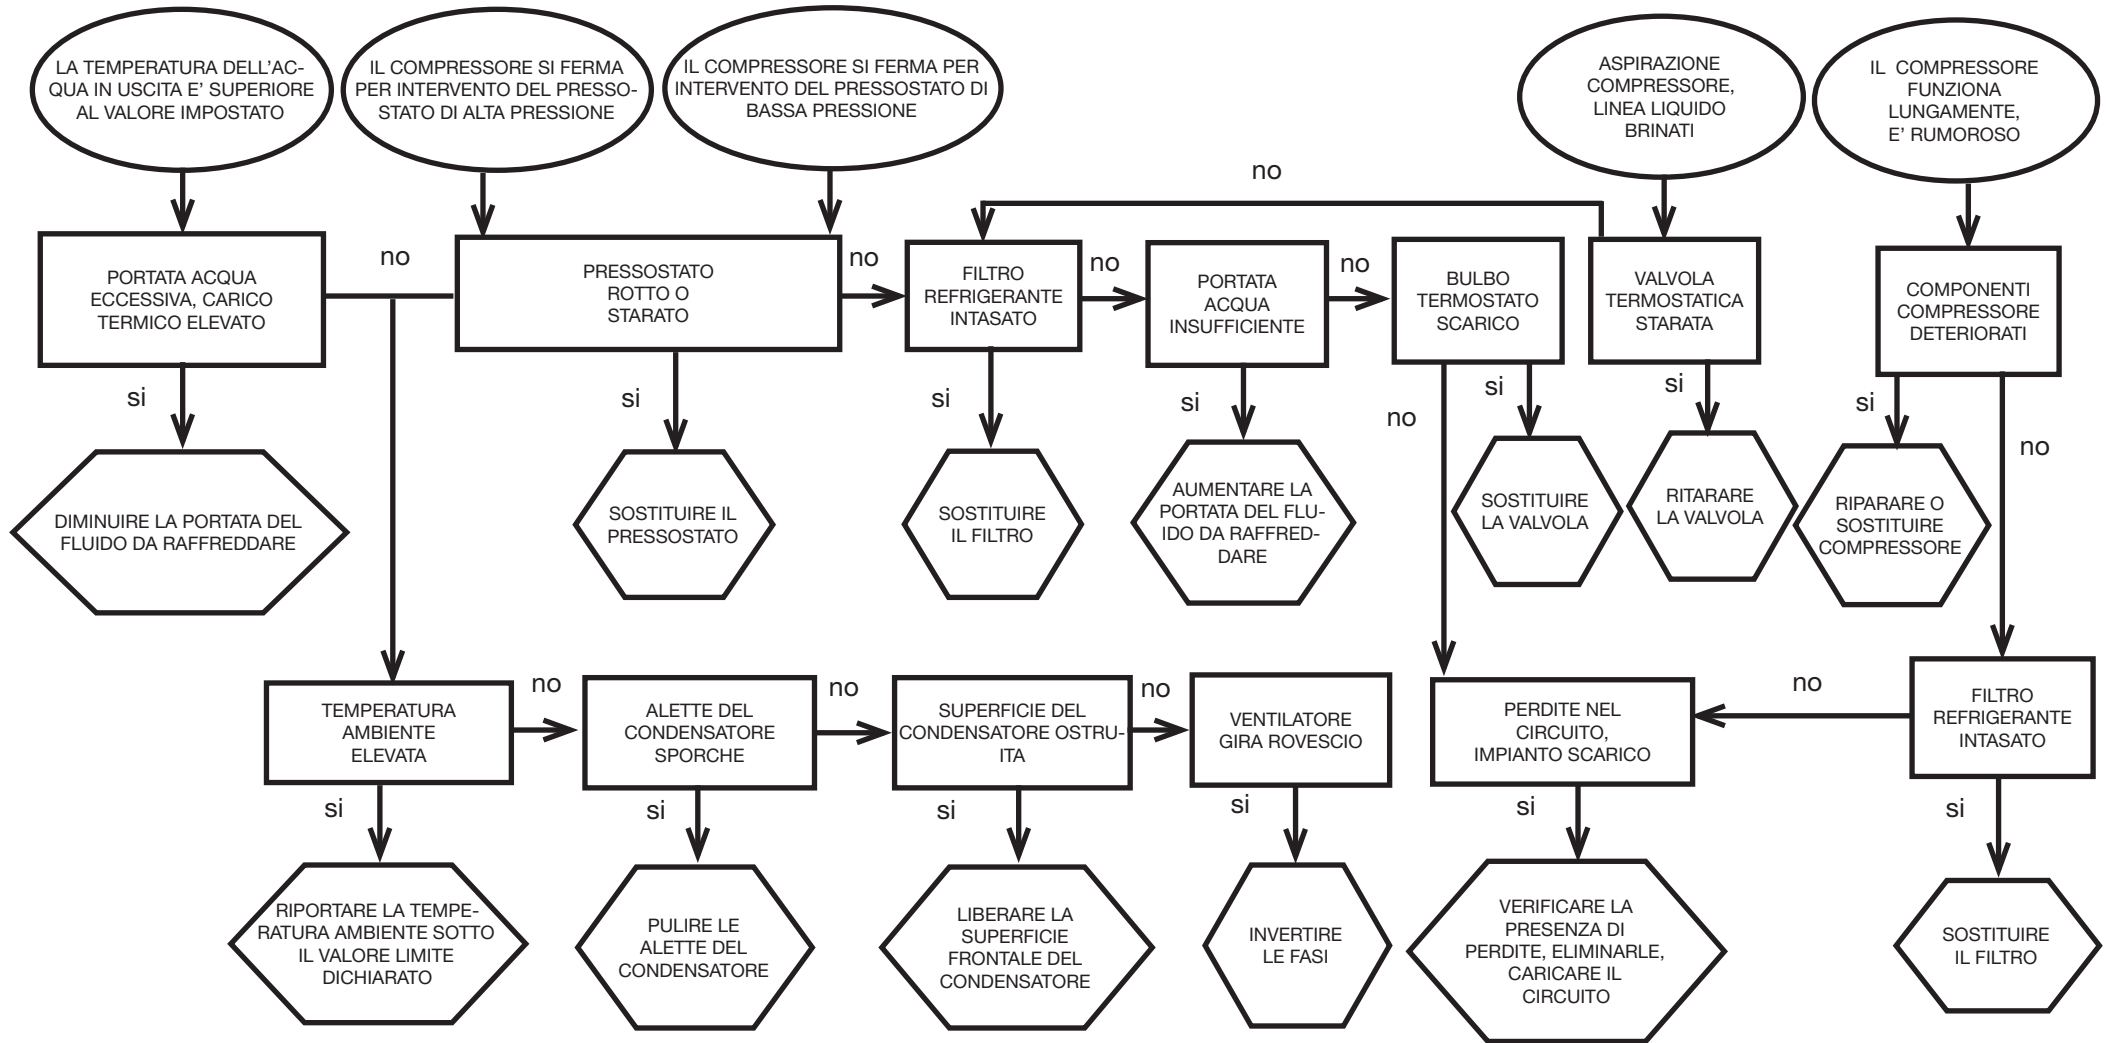 LA TEMPERATURA DELL'AC-
QUA IN USCITA E' SUPERIORE
AL VALORE IMPOSTATO
IL COMPRESSORE SI FERMA
PER INTERVENTO DEL PRESSO-
STATO DI ALTA PRESSIONE
IL COMPRESSORE SI FERMA PER
INTERVENTO DEL PRESSOSTATO DI
BASSA PRESSIONE
ASPIRAZIONE
COMPRESSORE,
LINEA LIQUIDO
BRINATI
IL COMPRESSORE
FUNZIONA
LUNGAMENTE,
E' RUMOROSO
no
PORTATA ACQUA
ECCESSIVA, CARICO
TERMICO ELEVATO
no
PRESSOSTATO
ROTTO O
STARATO
no
FILTRO
REFRIGERANTE
INTASATO
no
PORTATA
ACQUA
INSUFFICIENTE
no
BULBO
TERMOSTATO
SCARICO
VALVOLA
TERMOSTATICA
STARATA
COMPONENTI
COMPRESSORE
DETERIORATI
si
si
si
si
no
si
si
si
no
DIMINUIRE LA PORTATA DEL
FLUIDO DA RAFFREDDARE
SOSTITUIRE IL
PRESSOSTATO
SOSTITUIRE
IL FILTRO
AUMENTARE LA
PORTATA DEL FLU-
IDO DA RAFFRED-
DARE
SOSTITUIRE
LA VALVOLA
RITARARE
LA VALVOLA
RIPARARE O
SOSTITUIRE
COMPRESSORE
TEMPERATURA
AMBIENTE
ELEVATA
no
ALETTE DEL
CONDENSATORE
SPORCHE
no
SUPERFICIE DEL
CONDENSATORE OSTRU-
ITA
no
VENTILATORE
GIRA ROVESCIO
PERDITE NEL
CIRCUITO,
IMPIANTO SCARICO
no
FILTRO
REFRIGERANTE
INTASATO
si
si
si
si
si
si
RIPORTARE LA TEMPE-
RATURA AMBIENTE SOTTO
IL VALORE LIMITE
DICHIARATO
PULIRE LE
ALETTE DEL
CONDENSATORE
LIBERARE LA
SUPERFICIE
FRONTALE DEL
CONDENSATORE
INVERTIRE
LE FASI
VERIFICARE LA
PRESENZA DI
PERDITE, ELIMINARLE,
CARICARE IL
CIRCUITO
SOSTITUIRE
IL FILTRO